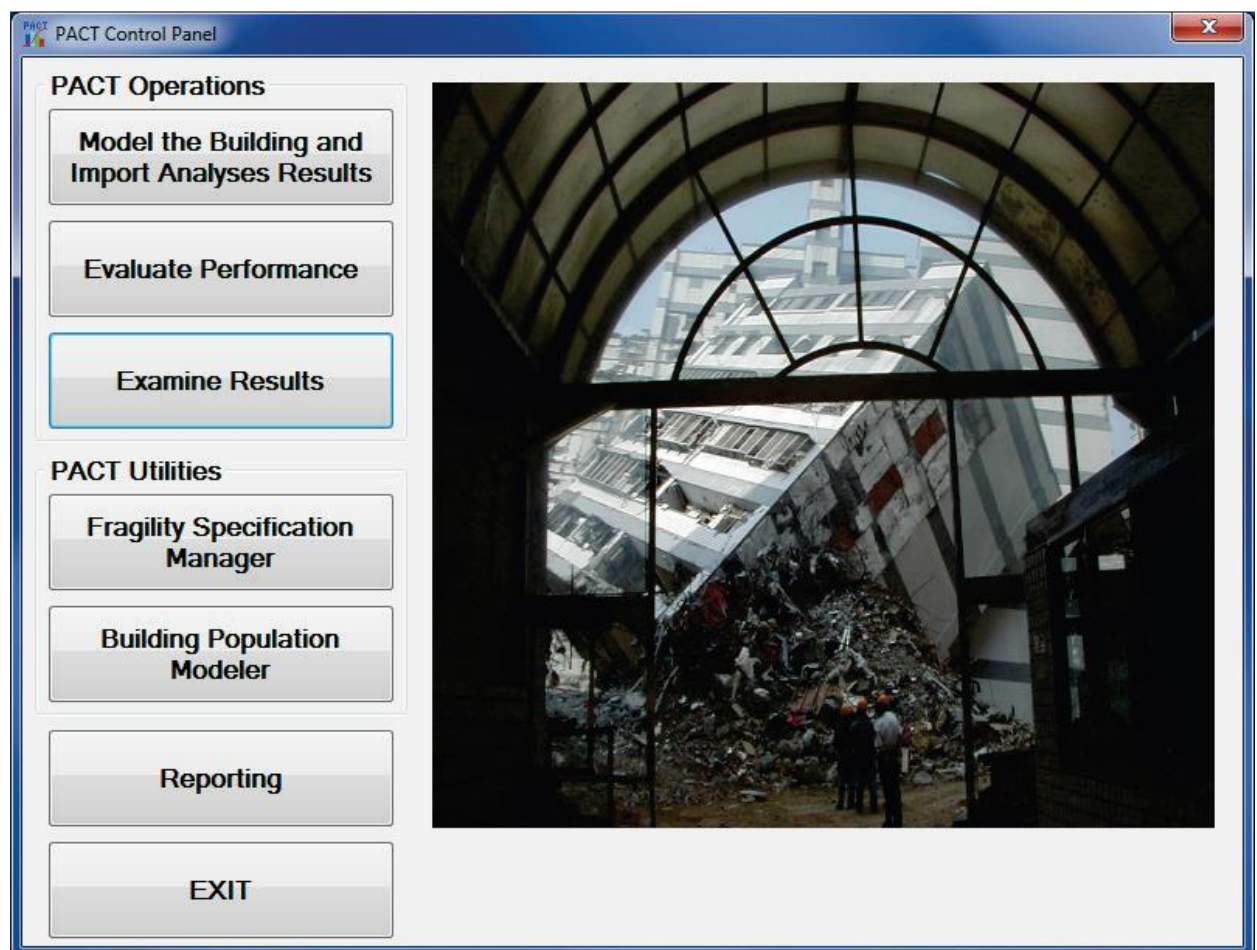 PACT
PACT Control Panel
X
PACT Operations
Model the Building and
Import Analyses Results
Evaluate Performance
Examine Results
PACT Utilities
Fragility Specification
Manager
Building Population
Modeler
Reporting
EXIT